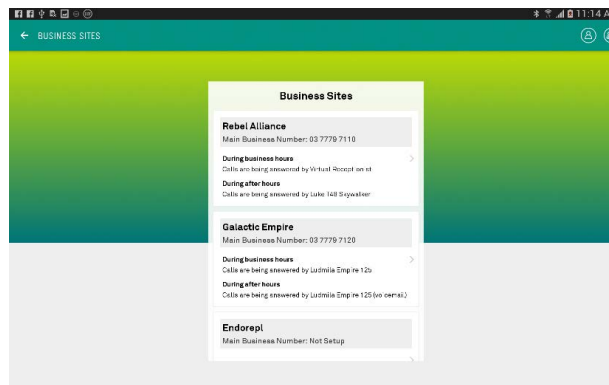 11:14 A
BUSINESS SITES
Business Sites
Rebel Alliance
Main Business Number: 03 7779 7110
During business hours
Calls are being answered by Virtual Receptionist
During after hours
Calls are being answered by Luke 148 Skywalker
Galactic Empire
Main Business Number: 03 7779 7120
During business hours
Calls are being answered by Ludmila Empire 125
During after hours
Calls are being answered by Ludmila Empire 125 (voicemail)
Endorepl
Main Business Number: Not Setup